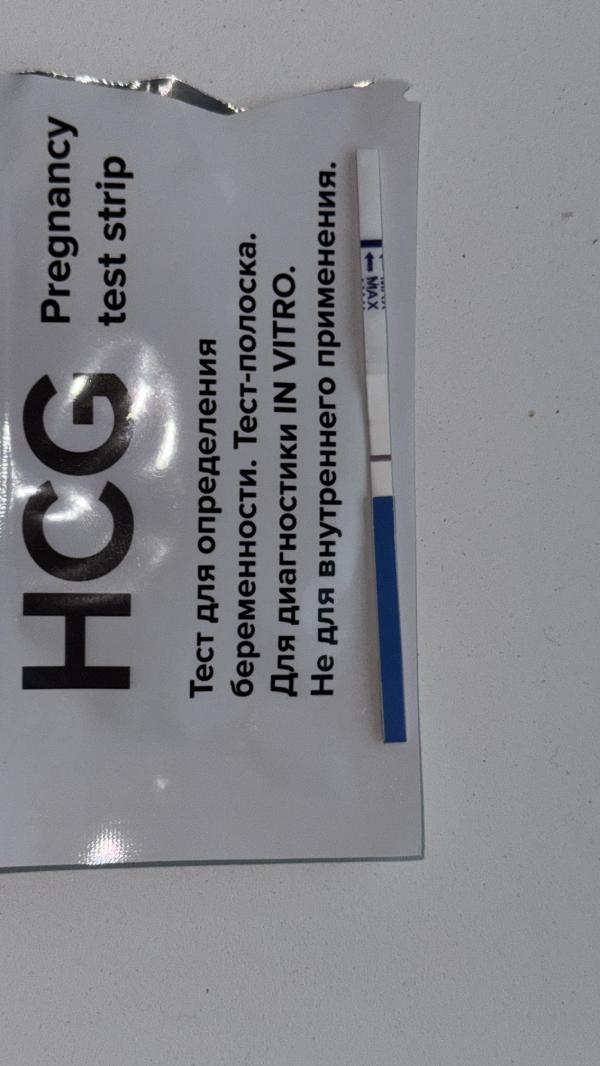 HCG
Pregnancy
test strip
Тест для определения
беременности. Тест-полоска.
Для диагностики IN VITRO.
Не для внутреннего применения.
MAX